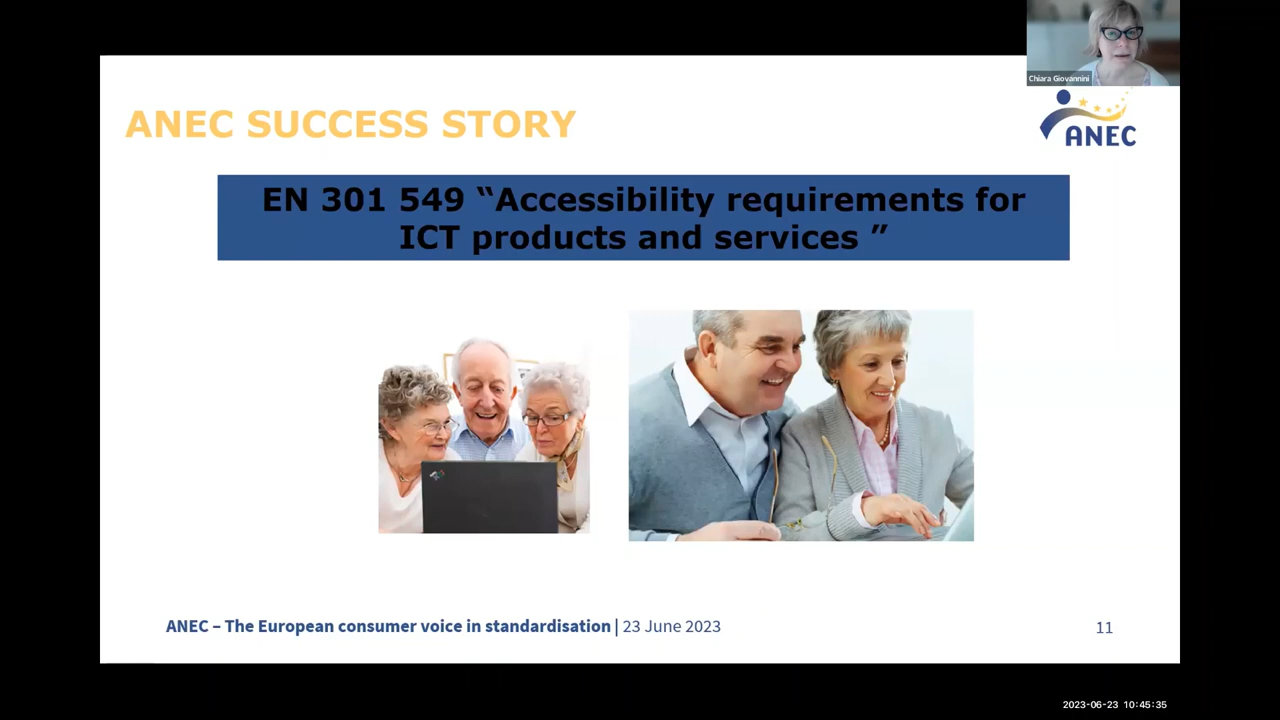 Chiara Giovannini
ANEC SUCCESS STORY
ANEC
EN 301 549 “Accessibility requirements for
ICT products and services ”
ANEC – The European consumer voice in standardisation | 23 June 2023
11
2023-06-23 10:45:35